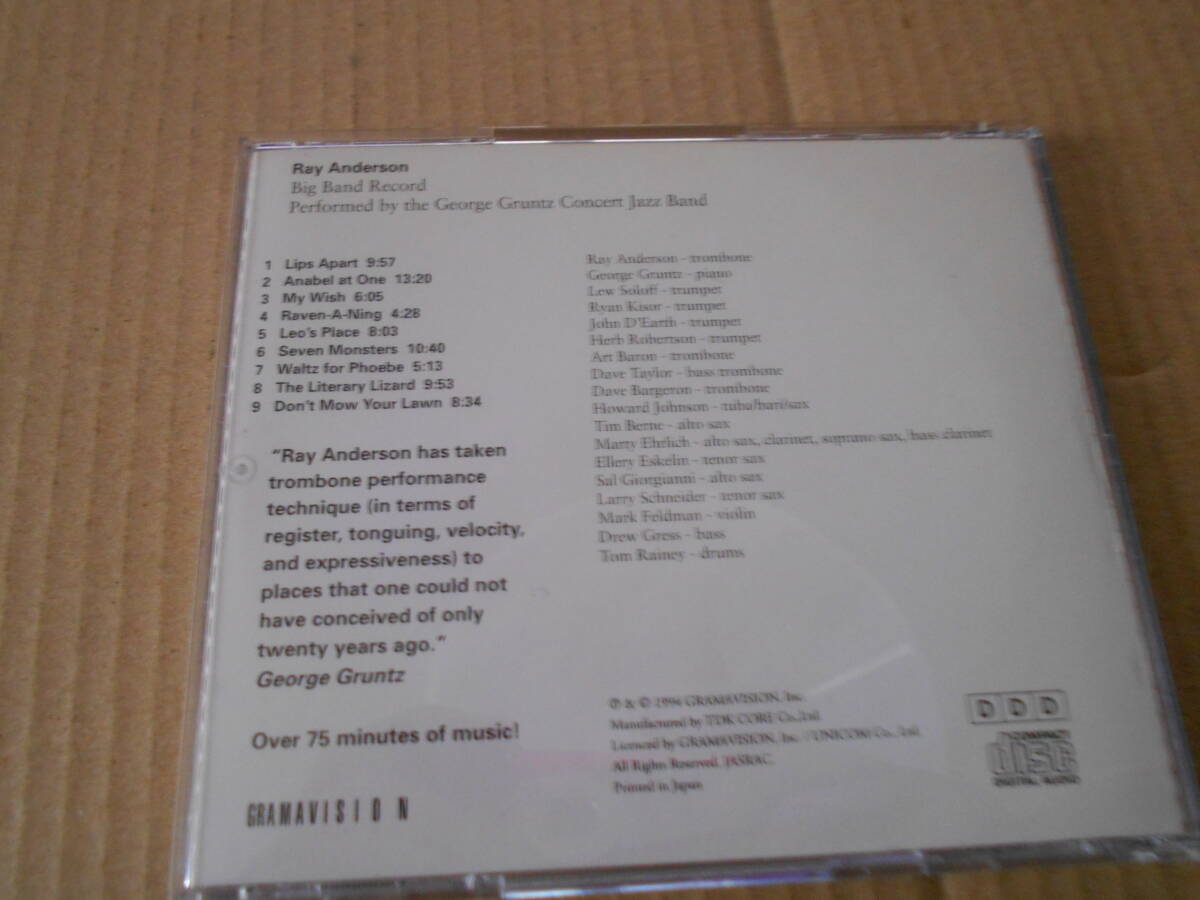 Ray Anderson
Big Band Record
Performed by the George Gruntz Concert Jazz Band
1 Lips Apart 9:57
2 Anabel at One 13:20
3 My Wish 6:05
4 Raven-A-Ning 4:28
5 Leo's Place 8:03
6 Seven Monsters 10:40
7 Waltz for Phoebe 5:13
8 The Literary Lizard 9:53
9 Don't Mow Your Lawn 8:34
"Ray Anderson has taken
trombone performance
technique (in terms of
register, tonguing, velocity,
and expressiveness) to
places that one could not
have conceived of only
twenty years ago."
George Gruntz
Over 75 minutes of music!
GRAMAVISION
Ray Anderson - trombone
George Gruntz - piano
Lew Soloff - trumpet
Ryan Kisor - trumpet
John D'Earth - trumpet
Herb Robertson - trumpet
Art Baron - trombone
Dave Taylor - bass trombone
Dave Bargeron - trombone
Howard Johnson - tuba/bari/sax
Tim Berne - alto sax
Marty Ehrlich - alto sax, clarinet, soprano sax, bass clarinet
Ellery Eskelin - tenor sax
Sal Giorgianni - alto sax
Larry Schneider - tenor sax
Mark Feldman - violin
Drew Gress - bass
Tom Rainey - drums
℗ & © 1994 GRAMAVISION, Inc.
Manufactured by TDK CORE Co., Ltd.
Licensed by GRAMAVISION, Inc. / UNICOM Co., Ltd.
All Rights Reserved. JASRAC.
Printed in Japan
DDD
COMPACT
disc
DIGITAL AUDIO